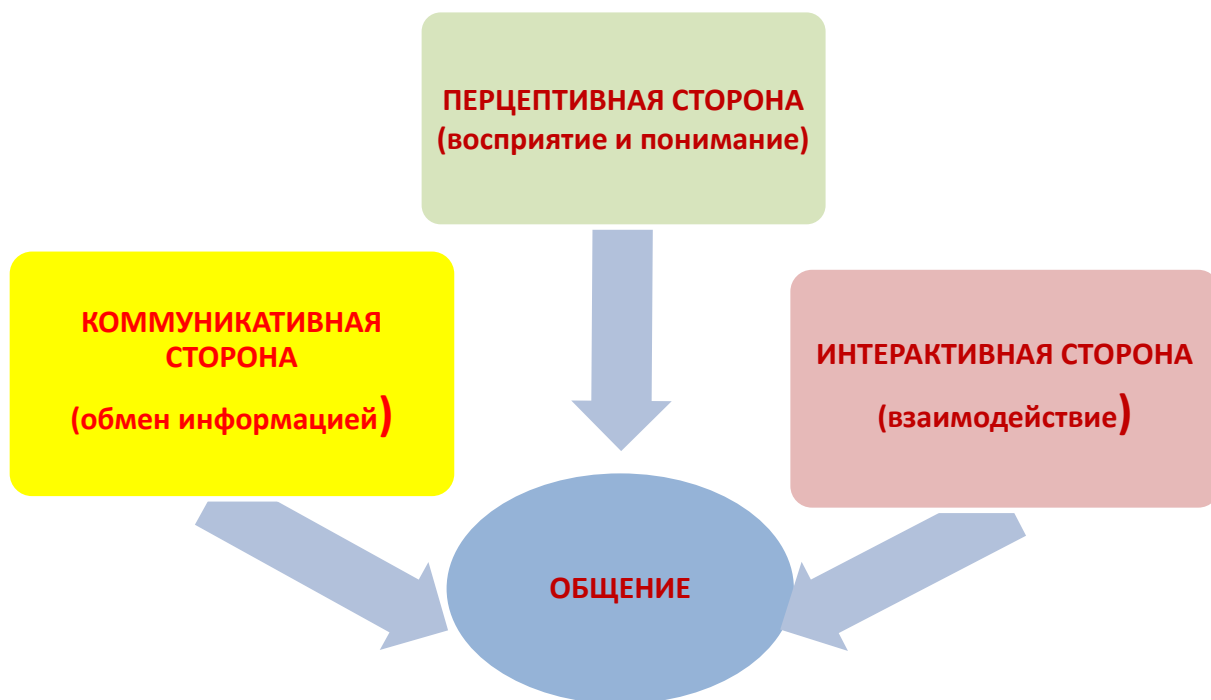 ПЕРЦЕПТИВНАЯ СТОРОНА
(восприятие и понимание)
КОММУНИКАТИВНАЯ
СТОРОНА
(обмен информацией)
ИНТЕРАКТИВНАЯ СТОРОНА
(взаимодействие)
ОБЩЕНИЕ